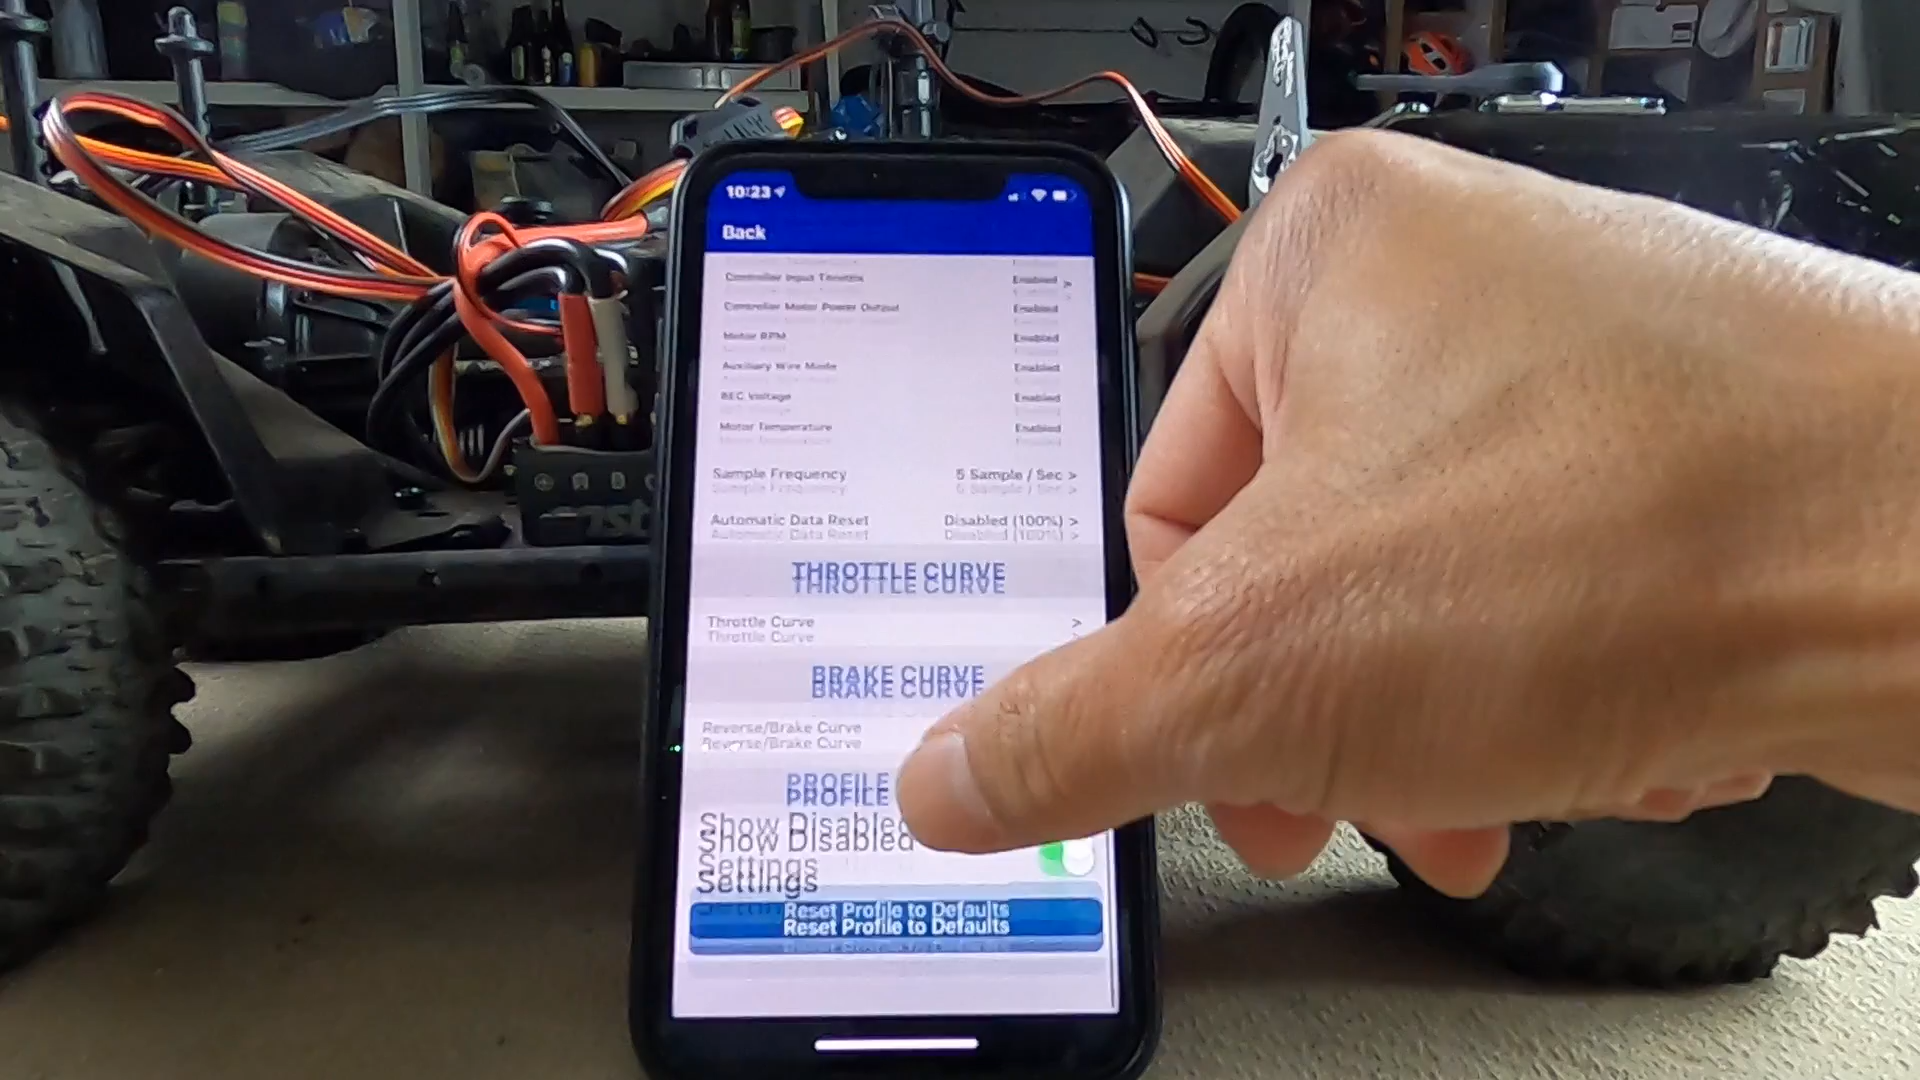 10:23
Back
Controller Input Throttle Enabled >
Controller Motor Power Output Enabled
Motor RPM Enabled
Auxiliary Wire Mode Enabled
BEC Voltage Enabled
Motor Temperature Enabled
Sample Frequency 5 Sample / Sec >
Automatic Data Reset Disabled (100%) >
THROTTLE CURVE
Throttle Curve >
BRAKE CURVE
Reverse/Brake Curve
PROFILE
Show Disabled
Settings
Reset Profile to Defaults